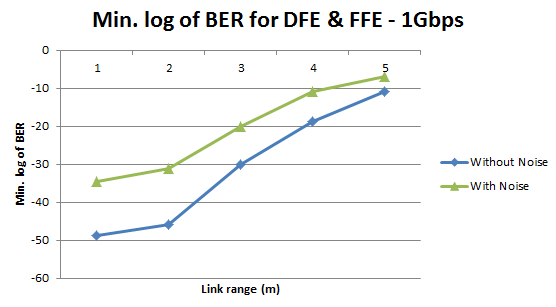 Min. log of BER for DFE & FFE - 1Gbps
0
1 2 3 4 5
-10
-20
-30
-40
-50
-60
Min. log of BER
Link range (m)
Without Noise
With Noise